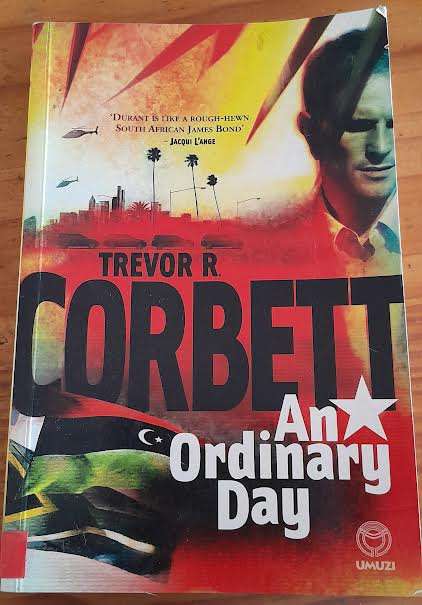 'DURANT IS LIKE A ROUGH-HEWN
SOUTH AFRICAN JAMES BOND'
– JACQUI L'ANGE
TREVOR R.
CORBETT
An
Ordinary
Day
UMUZI